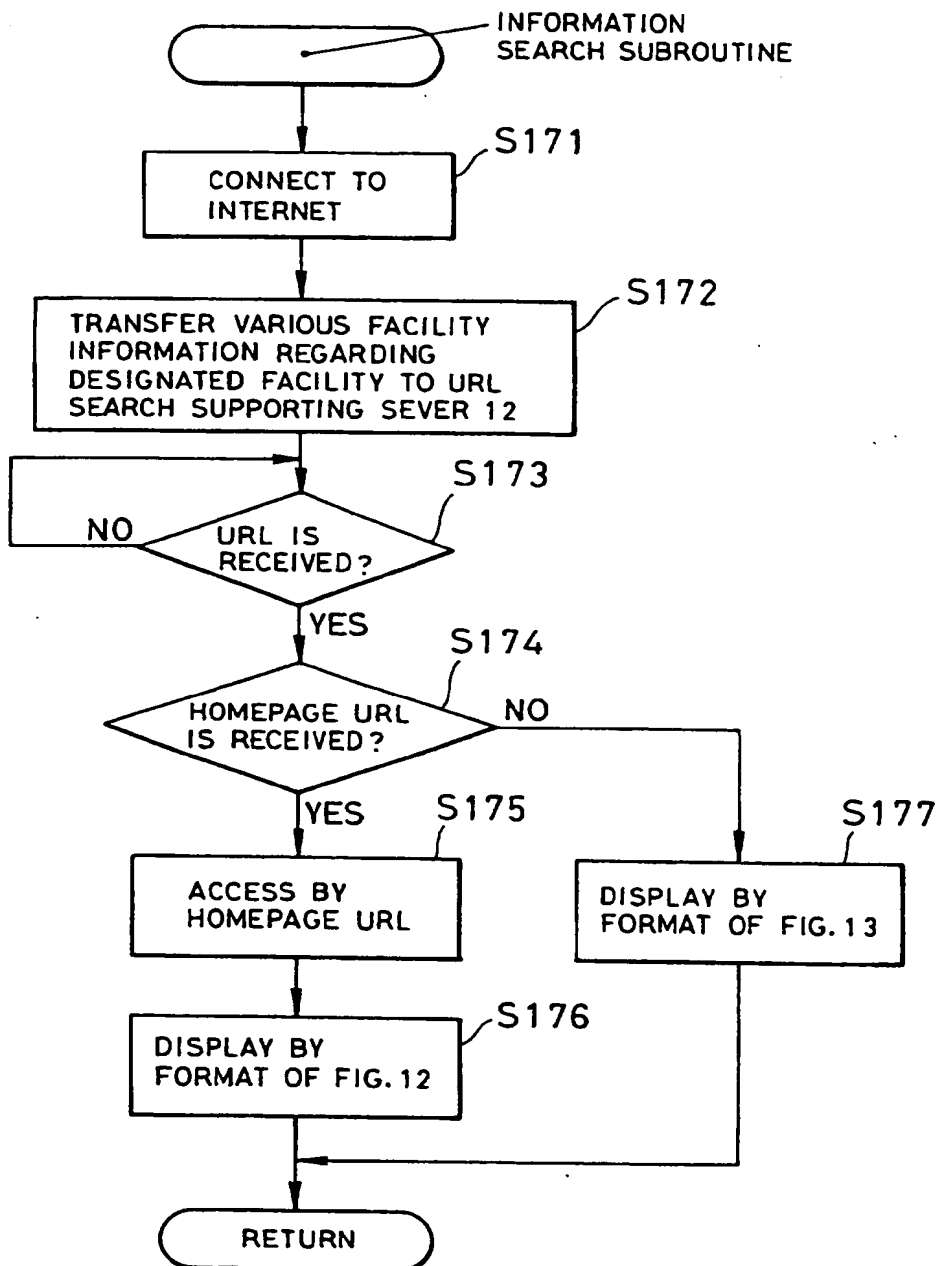 INFORMATION
SEARCH SUBROUTINE
S171
CONNECT TO
INTERNET
S172
TRANSFER VARIOUS FACILITY
INFORMATION REGARDING
DESIGNATED FACILITY TO URL
SEARCH SUPPORTING SEVER 12
S173
NO
URL IS
RECEIVED?
YES
S174
HOMEPAGE URL
IS RECEIVED?
NO
YES
S175
ACCESS BY
HOMEPAGE URL
S177
DISPLAY BY
FORMAT OF FIG.13
S176
DISPLAY BY
FORMAT OF FIG.12
RETURN